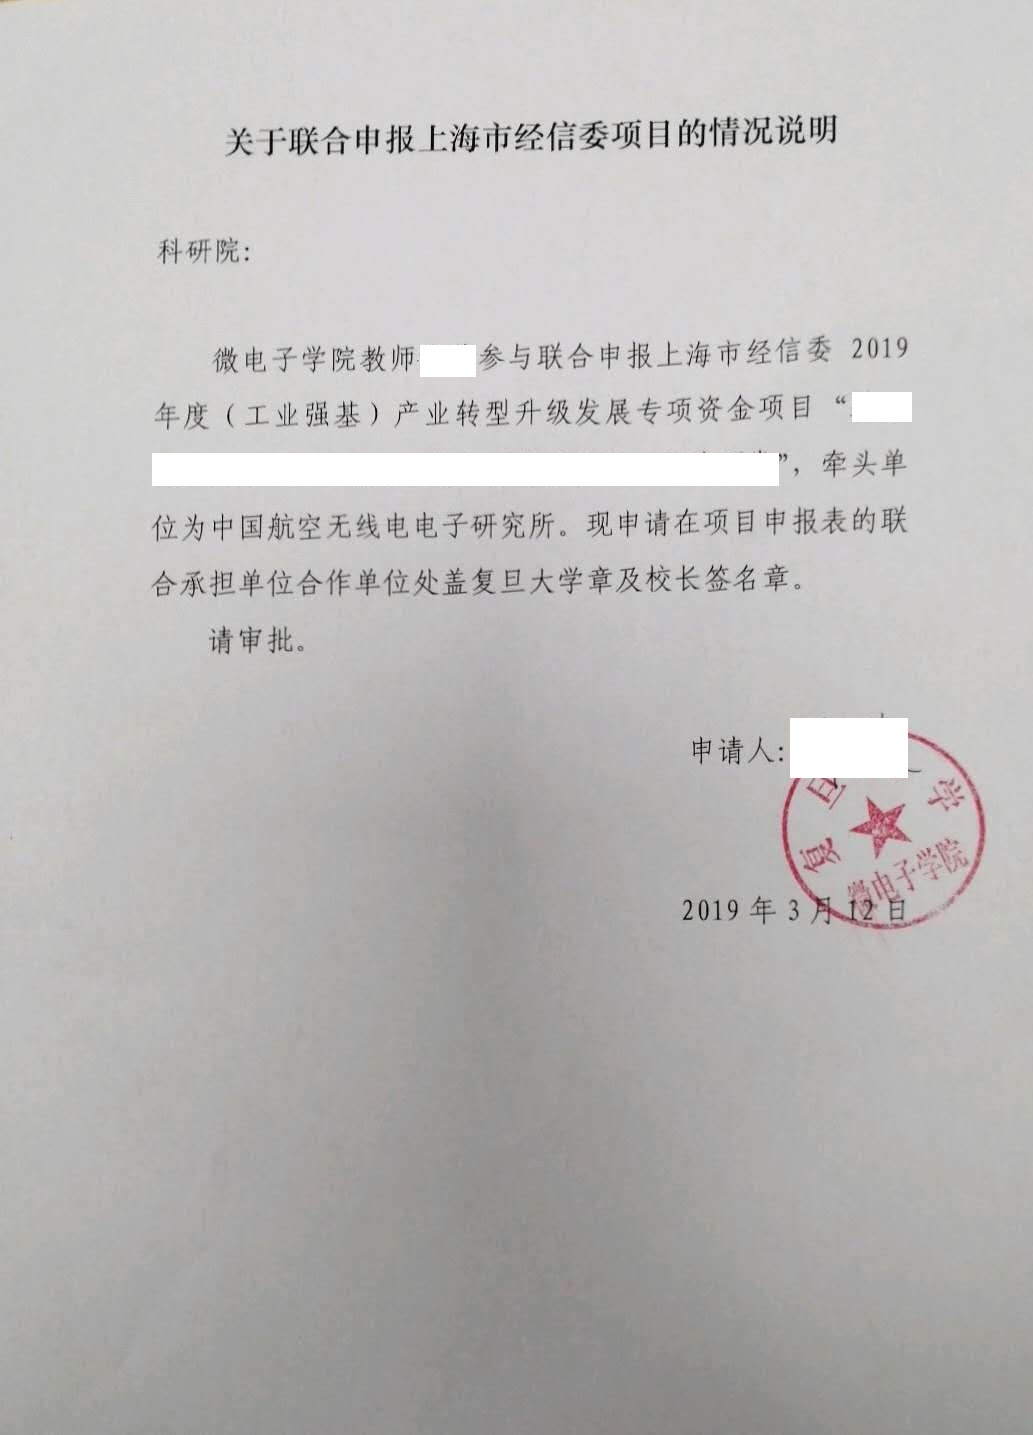 关于联合申报上海市经信委项目的情况说明
科研院：
微电子学院教师参与联合申报上海市经信委 2019
年度（工业强基）产业转型升级发展专项资金项目“
”，牵头单
位为中国航空无线电电子研究所。现申请在项目申报表的联
合承担单位合作单位处盖复旦大学章及校长签名章。
请审批。
申请人：
复旦学
微电子学院
2019 年 3 月 12 日